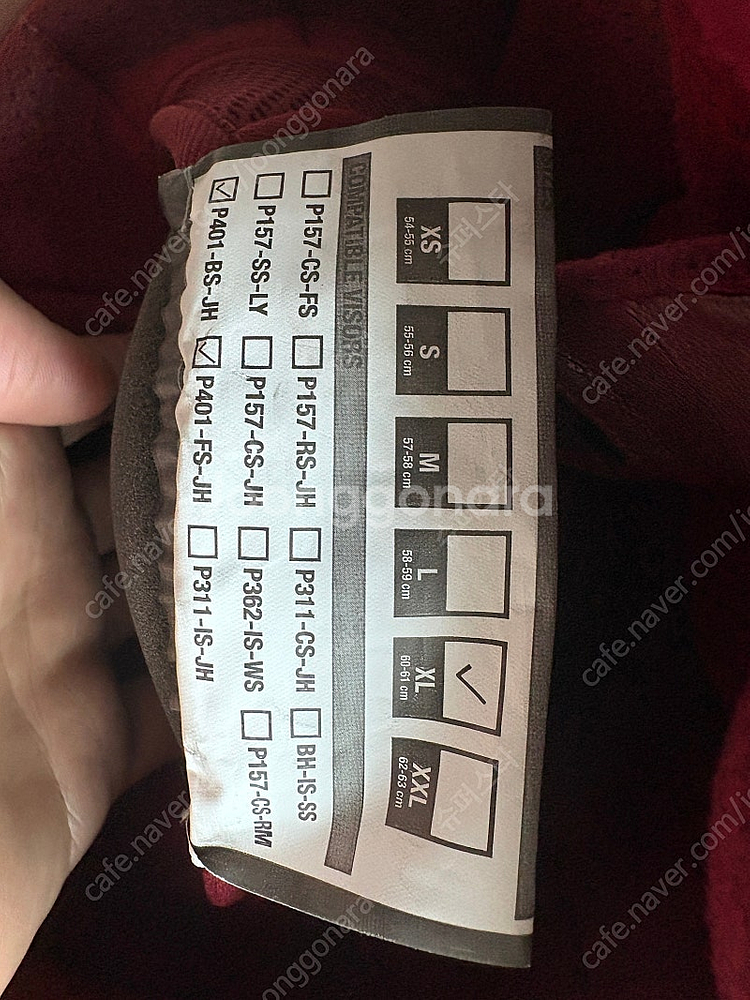 XS S M L XL XXL
54-55 cm 55-56 cm 57-58 cm 58-59 cm 60-61 cm 62-63 cm
COMPATIBLE VISORS
P157-CS-FS P157-RS-JH P311-CS-JH BH-IS-SS
P157-SS-LY P157-CS-JH P362-IS-WS P157-CS-RM
P401-BS-JH P401-FS-JH P311-IS-JH
joonggonara
cafe.naver.com/joonggonara